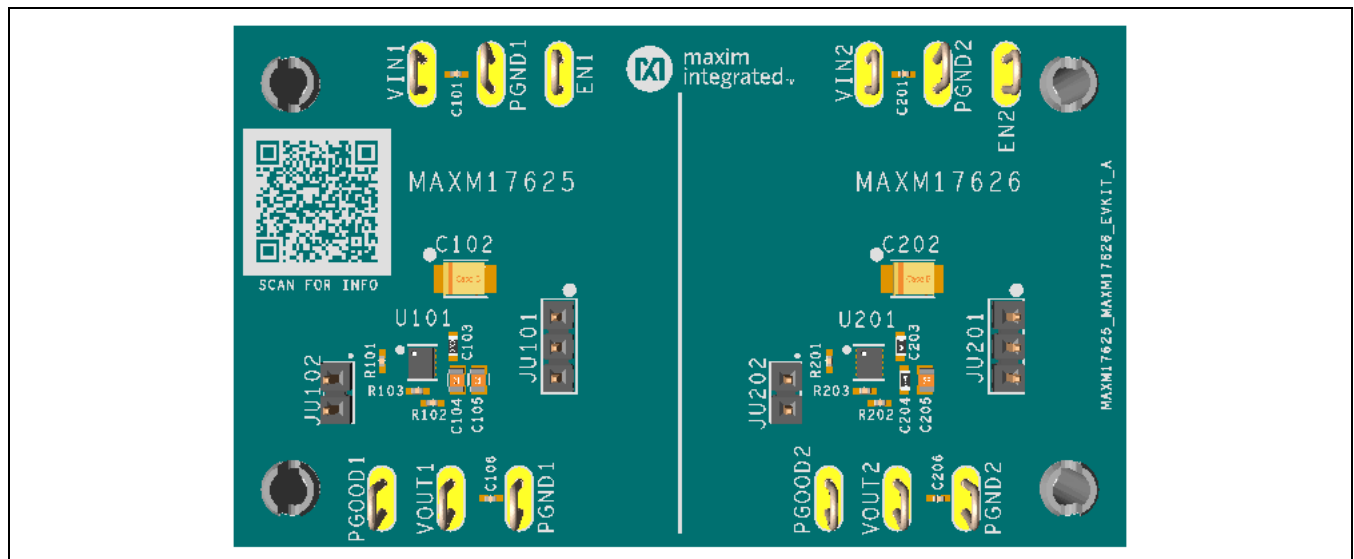 VIN1
C101
PGND1
EN1
maxim
integrated™
VIN2
C201
PGND2
EN2
SCAN FOR INFO
MAXM17625
MAXM17626
MAXM17625_MAXM17626_EVKIT_A
C102
C202
U101
C103
JU101
R101
JU102
R103
R102
C104
C105
U201
C203
JU201
R201
JU202
R203
R202
C204
C205
PGOOD1
VOUT1
C106
PGND1
PGOOD2
VOUT2
C206
PGND2